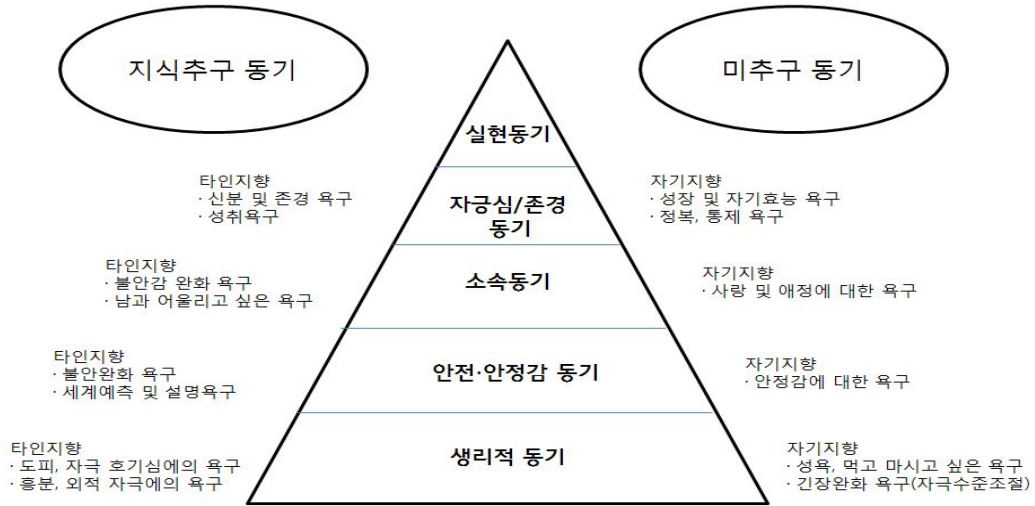 지식추구 동기
미추구 동기
실현동기
타인지향
· 신분 및 존경 욕구
· 성취욕구
자긍심/존경
동기
자기지향
· 성장 및 자기효능 욕구
· 정복, 통제 욕구
타인지향
· 불안감 완화 욕구
· 남과 어울리고 싶은 욕구
소속동기
자기지향
· 사랑 및 애정에 대한 욕구
타인지향
· 불안완화 욕구
· 세계예측 및 설명욕구
안전·안정감 동기
자기지향
· 안정감에 대한 욕구
타인지향
· 도피, 자극 호기심에의 욕구
· 흥분, 외적 자극에의 욕구
생리적 동기
자기지향
· 성욕, 먹고 마시고 싶은 욕구
· 긴장완화 욕구(자극수준조절)